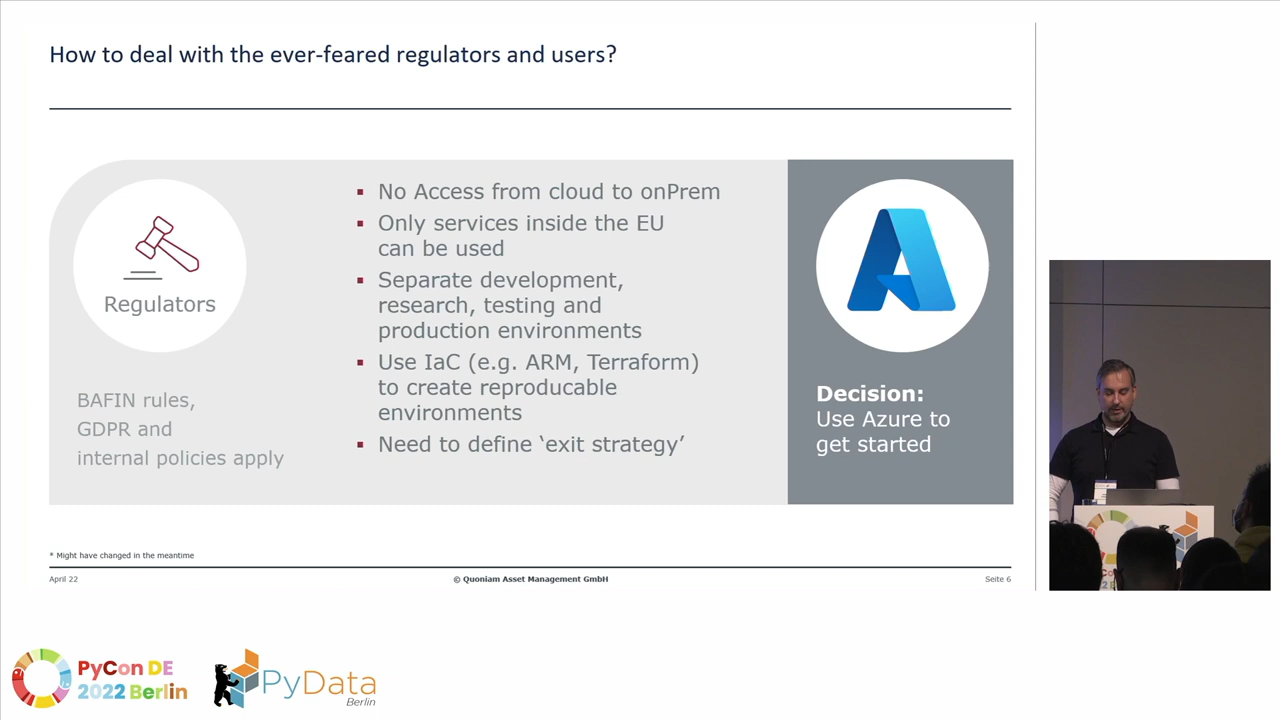 How to deal with the ever-feared regulators and users?
Regulators
BAFIN rules,
GDPR and
internal policies apply
▪ No Access from cloud to onPrem
▪ Only services inside the EU
can be used
▪ Separate development,
research, testing and
production environments
▪ Use IaC (e.g. ARM, Terraform)
to create reproducable
environments
▪ Need to define ‘exit strategy’
Decision:
Use Azure to
get started
* Might have changed in the meantime
April 22
© Quoniam Asset Management GmbH
Seite 6
PyCon DE
2022 Berlin
PyData
Berlin